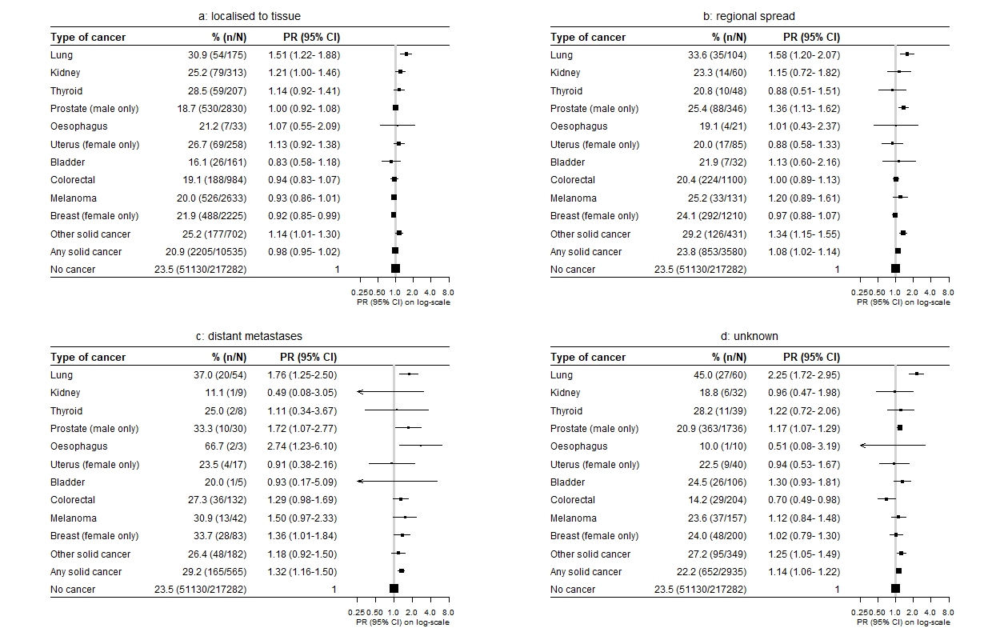 a: localised to tissue
Type of cancer % (n/N) PR (95% CI)
Lung 30.9 (54/175) 1.51 (1.22- 1.88)
Kidney 25.2 (79/313) 1.21 (1.00- 1.46)
Thyroid 28.5 (59/207) 1.14 (0.92- 1.41)
Prostate (male only) 18.7 (530/2830) 1.00 (0.92- 1.08)
Oesophagus 21.2 (7/33) 1.07 (0.55- 2.09)
Uterus (female only) 26.7 (69/258) 1.13 (0.92- 1.38)
Bladder 16.1 (26/161) 0.83 (0.58- 1.18)
Colorectal 19.1 (188/984) 0.94 (0.83- 1.07)
Melanoma 20.0 (526/2633) 0.93 (0.86- 1.01)
Breast (female only) 21.9 (488/2225) 0.92 (0.85- 0.99)
Other solid cancer 25.2 (177/702) 1.14 (1.01- 1.30)
Any solid cancer 20.9 (2205/10535) 0.98 (0.95- 1.02)
No cancer 23.5 (51130/217282) 1
0.25 0.50 1.0 2.0 4.0 8.0
PR (95% CI) on log-scale
b: regional spread
Type of cancer % (n/N) PR (95% CI)
Lung 33.6 (35/104) 1.58 (1.20- 2.07)
Kidney 23.3 (14/60) 1.15 (0.72- 1.82)
Thyroid 20.8 (10/48) 0.88 (0.51- 1.51)
Prostate (male only) 25.4 (88/346) 1.36 (1.13- 1.62)
Oesophagus 19.1 (4/21) 1.01 (0.43- 2.37)
Uterus (female only) 20.0 (17/85) 0.88 (0.58- 1.33)
Bladder 21.9 (7/32) 1.13 (0.60- 2.16)
Colorectal 20.4 (224/1100) 1.00 (0.89- 1.13)
Melanoma 25.2 (33/131) 1.20 (0.89- 1.61)
Breast (female only) 24.1 (292/1210) 0.97 (0.88- 1.07)
Other solid cancer 29.2 (126/431) 1.34 (1.15- 1.55)
Any solid cancer 23.8 (853/3580) 1.08 (1.02- 1.14)
No cancer 23.5 (51130/217282) 1
0.25 0.50 1.0 2.0 4.0 8.0
PR (95% CI) on log-scale
c: distant metastases
Type of cancer % (n/N) PR (95% CI)
Lung 37.0 (20/54) 1.76 (1.25-2.50)
Kidney 11.1 (1/9) 0.49 (0.08-3.05)
Thyroid 25.0 (2/8) 1.11 (0.34-3.67)
Prostate (male only) 33.3 (10/30) 1.72 (1.07-2.77)
Oesophagus 66.7 (2/3) 2.74 (1.23-6.10)
Uterus (female only) 23.5 (4/17) 0.91 (0.38-2.16)
Bladder 20.0 (1/5) 0.93 (0.17-5.09)
Colorectal 27.3 (36/132) 1.29 (0.98-1.69)
Melanoma 30.9 (13/42) 1.50 (0.97-2.33)
Breast (female only) 33.7 (28/83) 1.36 (1.01-1.84)
Other solid cancer 26.4 (48/182) 1.18 (0.92-1.50)
Any solid cancer 29.2 (165/565) 1.32 (1.16-1.50)
No cancer 23.5 (51130/217282) 1
0.25 0.50 1.0 2.0 4.0 8.0
PR (95% CI) on log-scale
d: unknown
Type of cancer % (n/N) PR (95% CI)
Lung 45.0 (27/60) 2.25 (1.72- 2.95)
Kidney 18.8 (6/32) 0.96 (0.47- 1.98)
Thyroid 28.2 (11/39) 1.22 (0.72- 2.06)
Prostate (male only) 20.9 (363/1736) 1.17 (1.07- 1.29)
Oesophagus 10.0 (1/10) 0.51 (0.08- 3.19)
Uterus (female only) 22.5 (9/40) 0.94 (0.53- 1.67)
Bladder 24.5 (26/106) 1.30 (0.93- 1.81)
Colorectal 14.2 (29/204) 0.70 (0.49- 0.98)
Melanoma 23.6 (37/157) 1.12 (0.84- 1.48)
Breast (female only) 24.0 (48/200) 1.02 (0.79- 1.30)
Other solid cancer 27.2 (95/349) 1.25 (1.05- 1.49)
Any solid cancer 22.2 (652/2935) 1.14 (1.06- 1.22)
No cancer 23.5 (51130/217282) 1
0.25 0.50 1.0 2.0 4.0 8.0
PR (95% CI) on log-scale